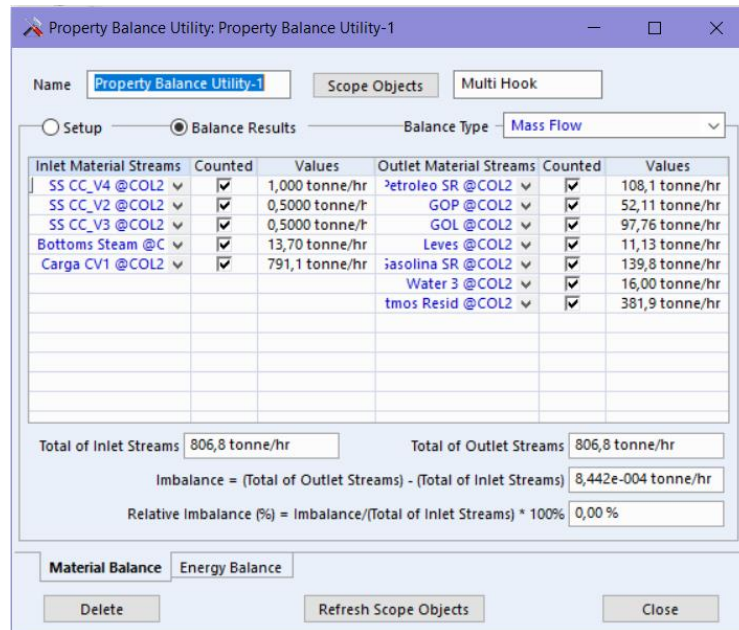 Property Balance Utility: Property Balance Utility-1
Name Property Balance Utility-1 Scope Objects Multi Hook
Setup Balance Results Balance Type Mass Flow
Inlet Material Streams Counted Values Outlet Material Streams Counted Values
SS CC_V4 @COL2 1,000 tonne/hr Petroleo SR @COL2 108,1 tonne/hr
SS CC_V2 @COL2 0,5000 tonne/h GOP @COL2 52,11 tonne/hr
SS CC_V3 @COL2 0,5000 tonne/h GOL @COL2 97,76 tonne/hr
Bottoms Steam @C 13,70 tonne/hr Leves @COL2 11,13 tonne/hr
Carga CV1 @COL2 791,1 tonne/hr Gasolina SR @COL2 139,8 tonne/hr
Water 3 @COL2 16,00 tonne/hr
tmos Resid @COL2 381,9 tonne/hr
Total of Inlet Streams 806,8 tonne/hr Total of Outlet Streams 806,8 tonne/hr
Imbalance = (Total of Outlet Streams) - (Total of Inlet Streams) 8,442e-004 tonne/hr
Relative Imbalance (%) = Imbalance/(Total of Inlet Streams) * 100% 0,00 %
Material Balance Energy Balance
Delete Refresh Scope Objects Close